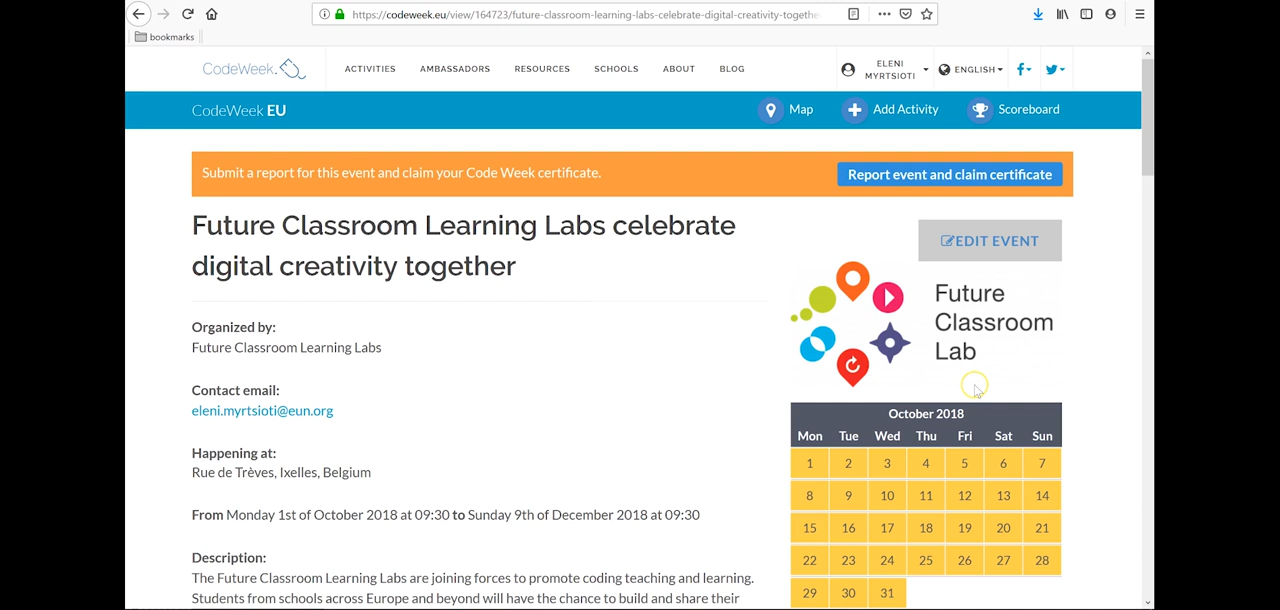 https://codeweek.eu/view/164723/future-classroom-learning-labs-celebrate-digital-creativity-togethe
bookmarks
CodeWeek.
ACTIVITIES
AMBASSADORS
RESOURCES
SCHOOLS
ABOUT
BLOG
ELENI
MYRTSIOTI
ENGLISH
CodeWeek EU
Map
Add Activity
Scoreboard
Submit a report for this event and claim your Code Week certificate.
Report event and claim certificate
Future Classroom Learning Labs celebrate
digital creativity together
EDIT EVENT
Future
Classroom
Lab
Organized by:
Future Classroom Learning Labs
Contact email:
eleni.myrtsioti@eun.org
Happening at:
Rue de Trèves, Ixelles, Belgium
From Monday 1st of October 2018 at 09:30 to Sunday 9th of December 2018 at 09:30
Description:
The Future Classroom Learning Labs are joining forces to promote coding teaching and learning.
Students from schools across Europe and beyond will have the chance to build and share their
October 2018
Mon Tue Wed Thu Fri Sat Sun
1 2 3 4 5 6 7
8 9 10 11 12 13 14
15 16 17 18 19 20 21
22 23 24 25 26 27 28
29 30 31